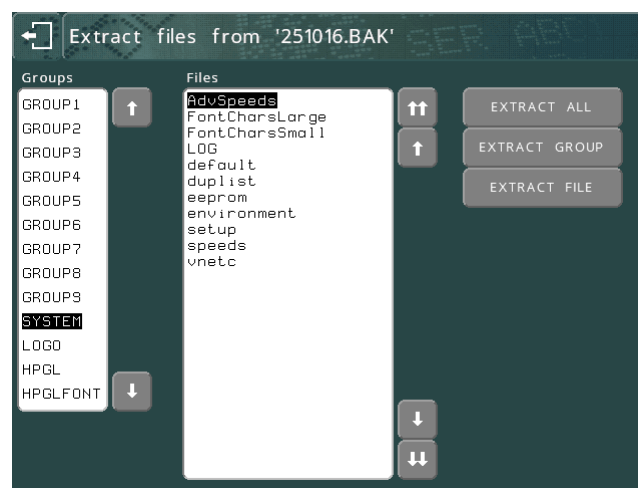 Extract files from '251016.BAK'
Groups
GROUP1
GROUP2
GROUP3
GROUP4
GROUP5
GROUP6
GROUP7
GROUP8
GROUP9
SYSTEM
LOGO
HPGL
HPGLFONT
Files
AdvSpeeds
FontCharsLarge
FontCharsSmall
LOG
default
duplist
eeprom
environment
setup
speeds
vnetc
EXTRACT ALL
EXTRACT GROUP
EXTRACT FILE